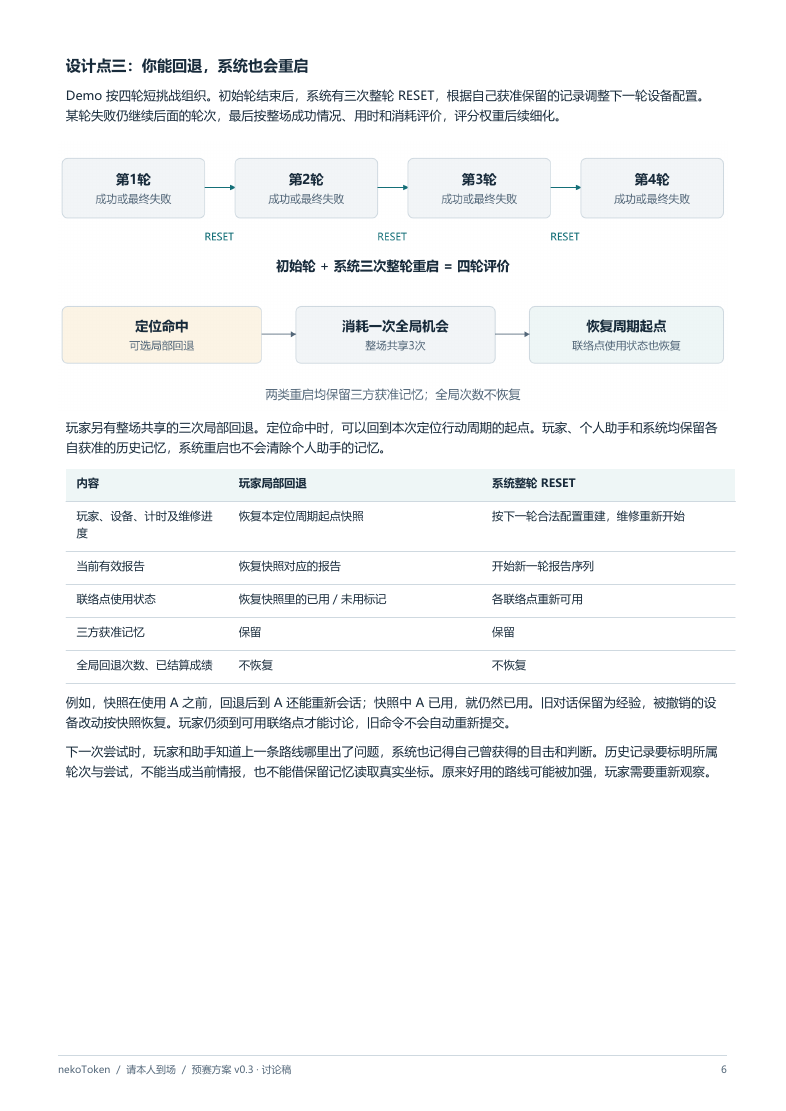 设计点三：你能回退，系统也会重启
Demo 按四轮短挑战组织。初始轮结束后，系统有三次整轮 RESET，根据自己获准保留的记录调整下一轮设备配置。
某轮失败仍继续后面的轮次，最后按整场成功情况、用时和消耗评价，评分权重后续细化。
第1轮
成功或最终失败
第2轮
成功或最终失败
第3轮
成功或最终失败
第4轮
成功或最终失败
RESET
RESET
RESET
初始轮 + 系统三次整轮重启 = 四轮评价
定位命中
可选局部回退
消耗一次全局机会
整场共享3次
恢复周期起点
联络点使用状态也恢复
两类重启均保留三方获准记忆；全局次数不恢复
玩家另有整场共享的三次局部回退。定位命中时，可以回到本次定位行动周期的起点。玩家、个人助手和系统均保留各
自获准的历史记忆，系统重启也不会清除个人助手的记忆。
内容 玩家局部回退 系统整轮 RESET
玩家、设备、计时及维修进 恢复本定位周期起点快照 按下一轮合法配置重建，维修重新开始
度
当前有效报告 恢复快照对应的报告 开始新一轮报告序列
联络点使用状态 恢复快照里的已用 / 未用标记 各联络点重新可用
三方获准记忆 保留 保留
全局回退次数、已结算成绩 不恢复 不恢复
例如，快照在使用 A 之前，回退后到 A 还能重新会话；快照中 A 已用，就仍然已用。旧对话保留为经验，被撤销的设
备改动按快照恢复。玩家仍须到可用联络点才能讨论，旧命令不会自动重新提交。
下一次尝试时，玩家和助手知道上一条路线哪里出了问题，系统也记得自己曾获得的目击和判断。历史记录要标明所属
轮次与尝试，不能当成当前情报，也不能借保留记忆读取真实坐标。原来好用的路线可能被加强，玩家需要重新观察。
nekoToken / 请本人到场 / 预赛方案 v0.3 · 讨论稿 6